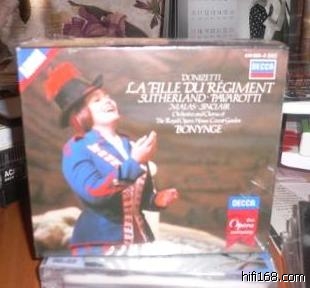 DECCA
DONIZETTI
LA FILLE DU RÉGIMENT
SUTHERLAND · PAVAROTTI
MALAS · SINCLAIR
Orchestra and Chorus of
The Royal Opera House Covent Garden
BONYNGE
DECCA
Opera
hifi168.com